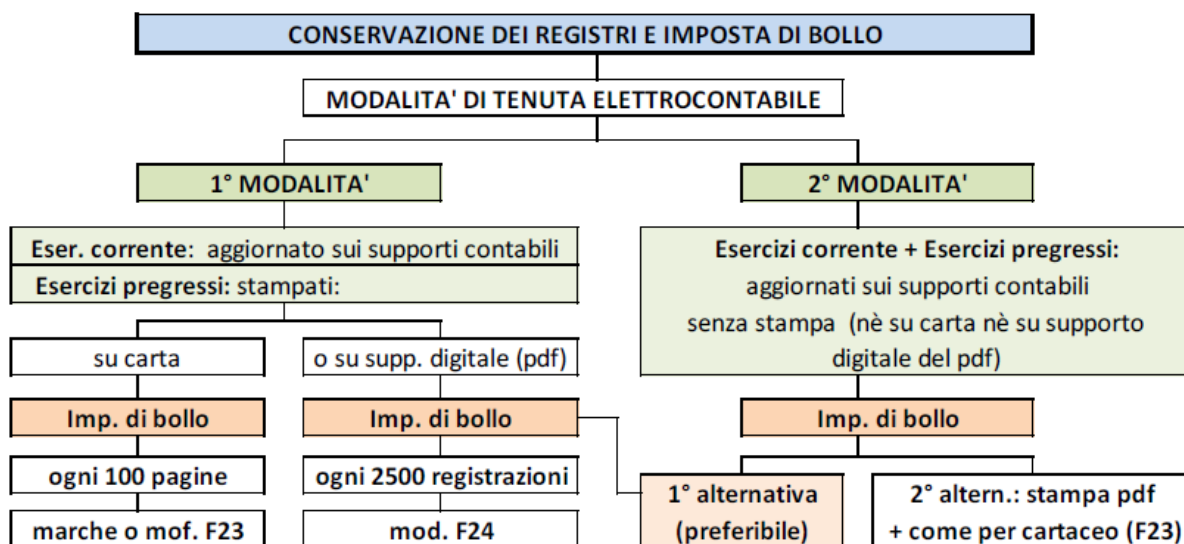 CONSERVAZIONE DEI REGISTRI E IMPOSTA DI BOLLO
MODALITA' DI TENUTA ELETTROCONTABILE
1° MODALITA'
2° MODALITA'
Eser. corrente: aggiornato sui supporti contabili
Esercizi pregressi: stampati:
Esercizi corrente + Esercizi pregressi:
aggiornati sui supporti contabili
senza stampa (nè su carta nè su supporto
digitale del pdf)
su carta
o su supp. digitale (pdf)
Imp. di bollo
Imp. di bollo
Imp. di bollo
ogni 100 pagine
ogni 2500 registrazioni
marche o mof. F23
mod. F24
1° alternativa
(preferibile)
2° altern.: stampa pdf
+ come per cartaceo (F23)